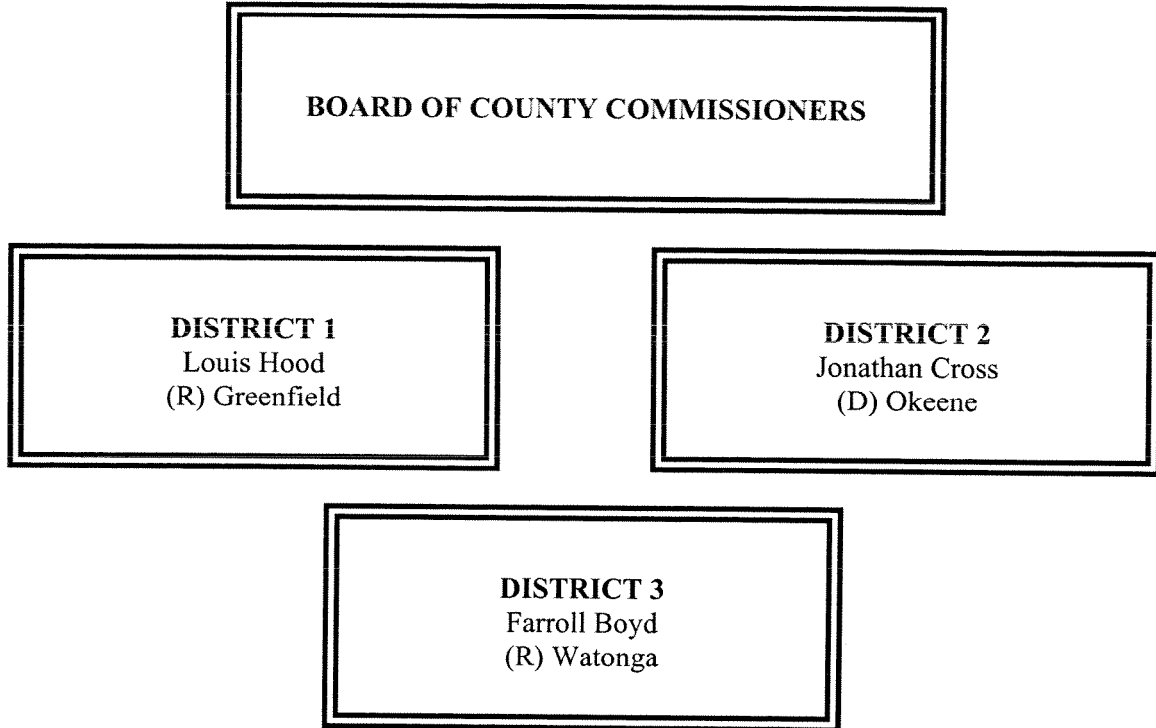 BOARD OF COUNTY COMMISSIONERS
DISTRICT 1
Louis Hood
(R) Greenfield
DISTRICT 2
Jonathan Cross
(D) Okeene
DISTRICT 3
Farroll Boyd
(R) Watonga